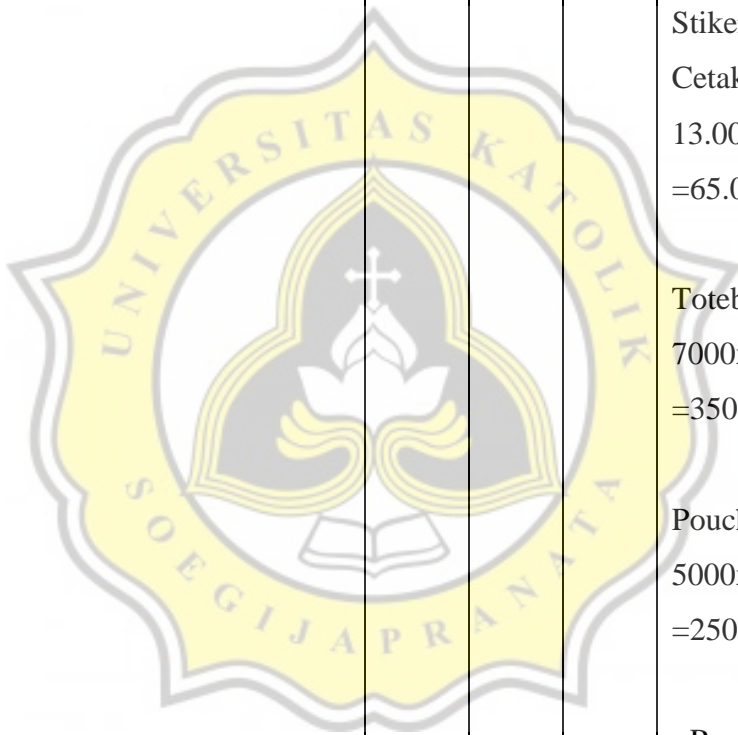 UNIVERSITAS KATOLIK
SOEGIJAPRANATA
Stike
Cetak
13.00
=65.0
Toteb
7000
=350
Pouch
5000
=250